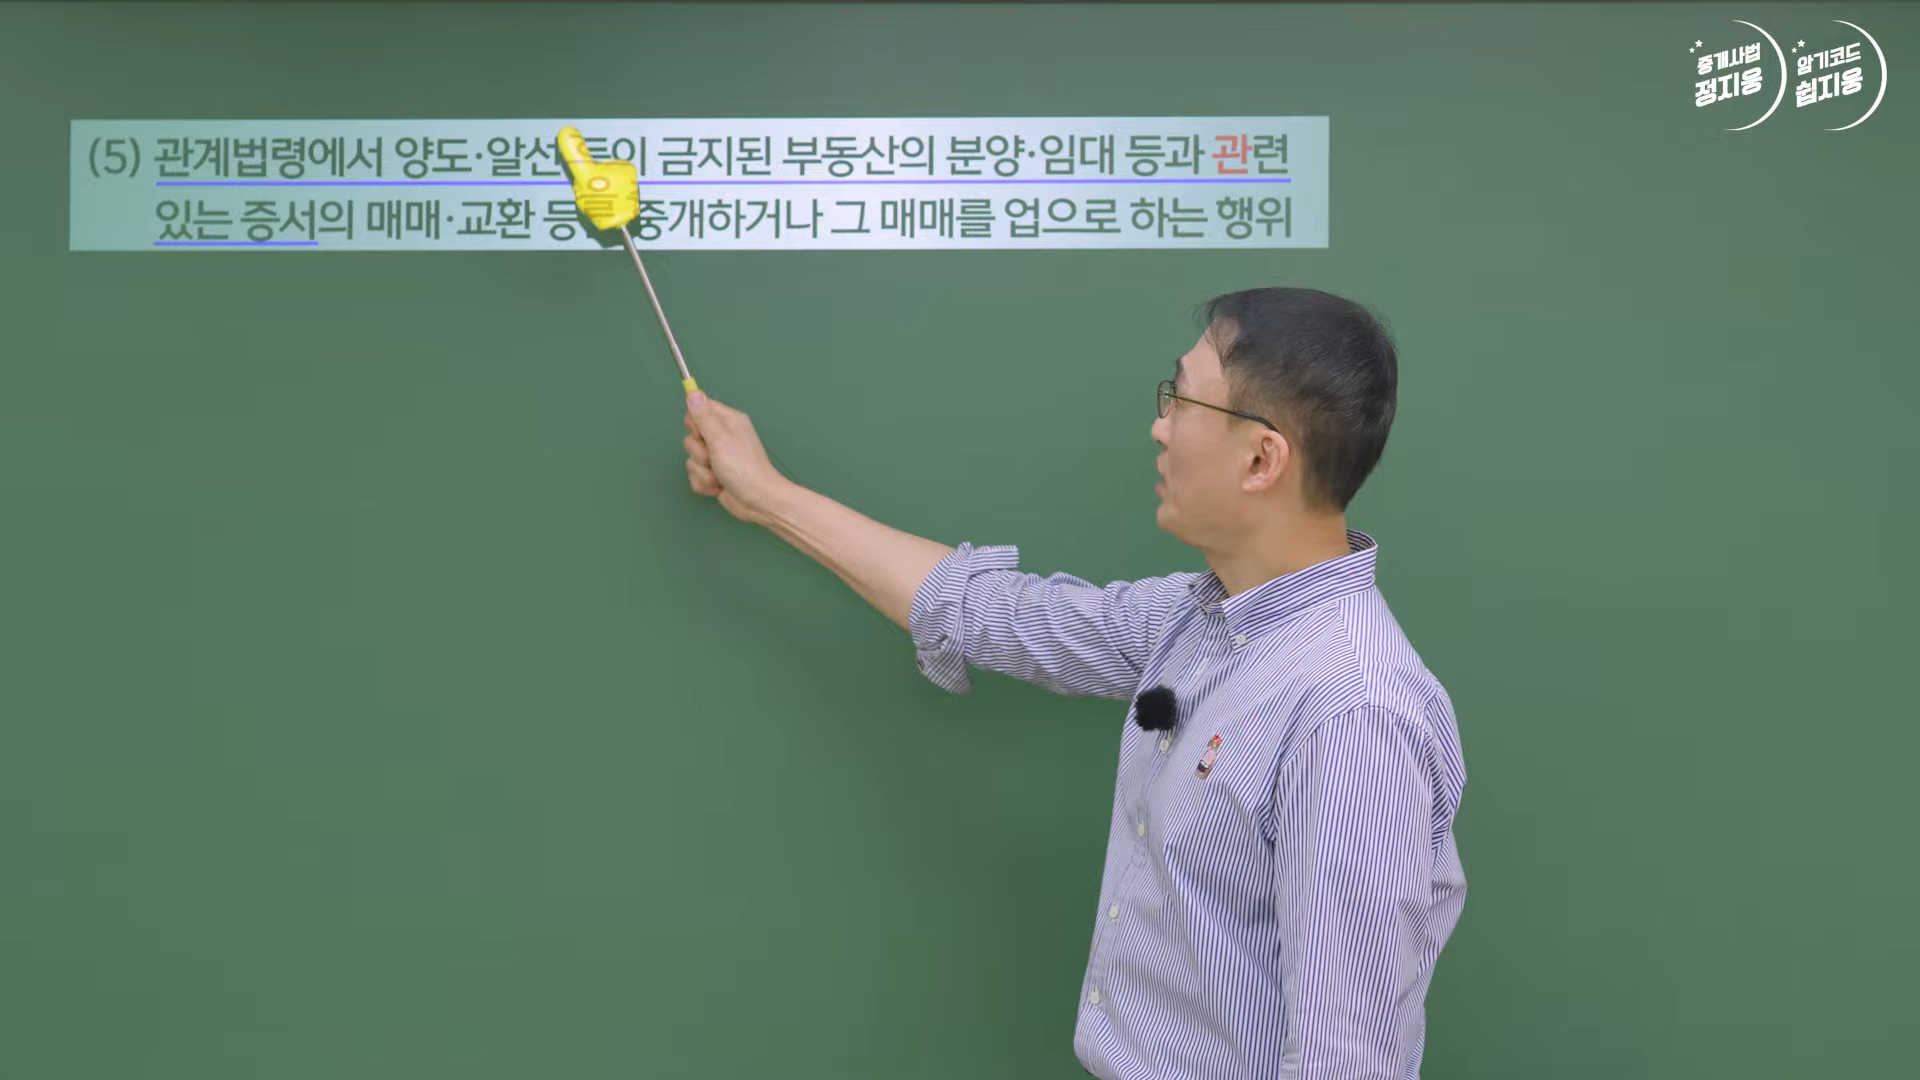 (5) 관계법령에서 양도·알선 등이 금지된 부동산의 분양·임대 등과 관련
있는 증서의 매매·교환 등을 중개하거나 그 매매를 업으로 하는 행위
중개사법
정지웅
암기코드
쉽지웅